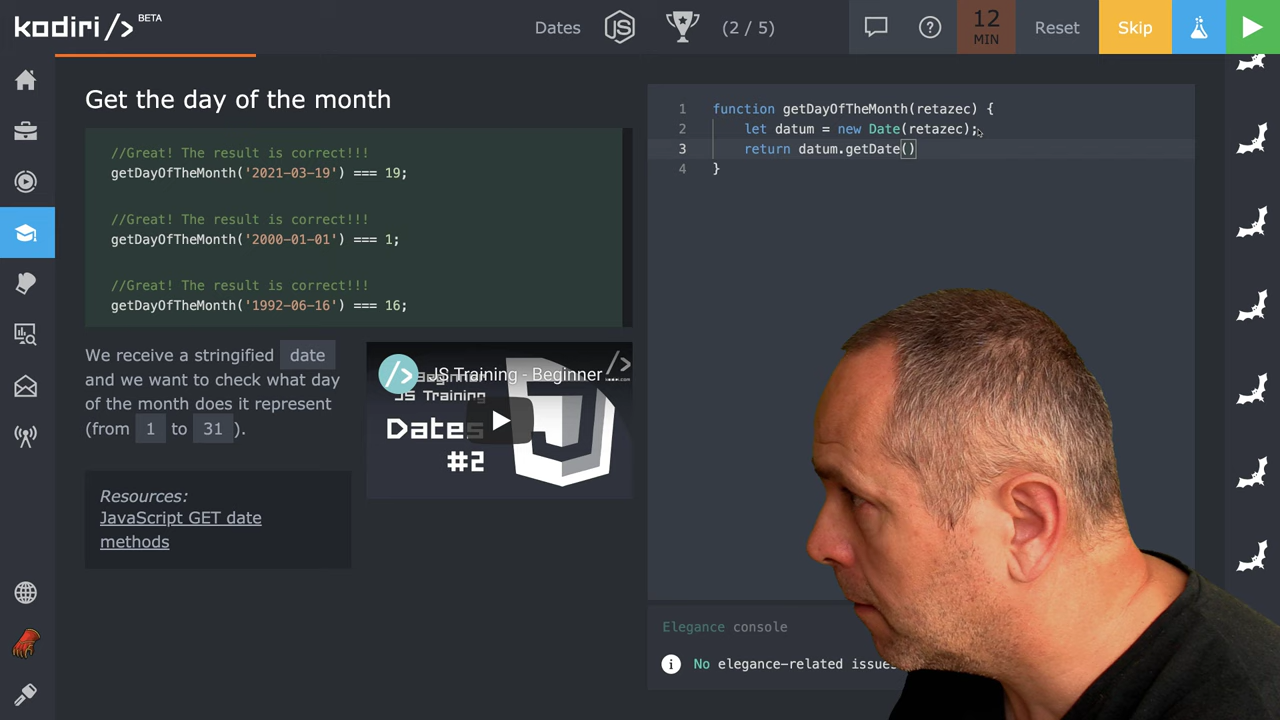 kodiri/> BETA
Dates
JS
(2 / 5)
12
MIN
Reset
Skip
Get the day of the month
//Great! The result is correct!!!
getDayOfTheMonth('2021-03-19') === 19;
//Great! The result is correct!!!
getDayOfTheMonth('2000-01-01') === 1;
//Great! The result is correct!!!
getDayOfTheMonth('1992-06-16') === 16;
We receive a stringified date
and we want to check what day
of the month does it represent
(from 1 to 31 ).
Resources:
JavaScript GET date
methods
JS Training - Beginner
Beginner
JS Training
Dates
#2
1 function getDayOfTheMonth(retazec) {
2 let datum = new Date(retazec);
3 return datum.getDate()
4 }
Elegance console
No elegance-related issues